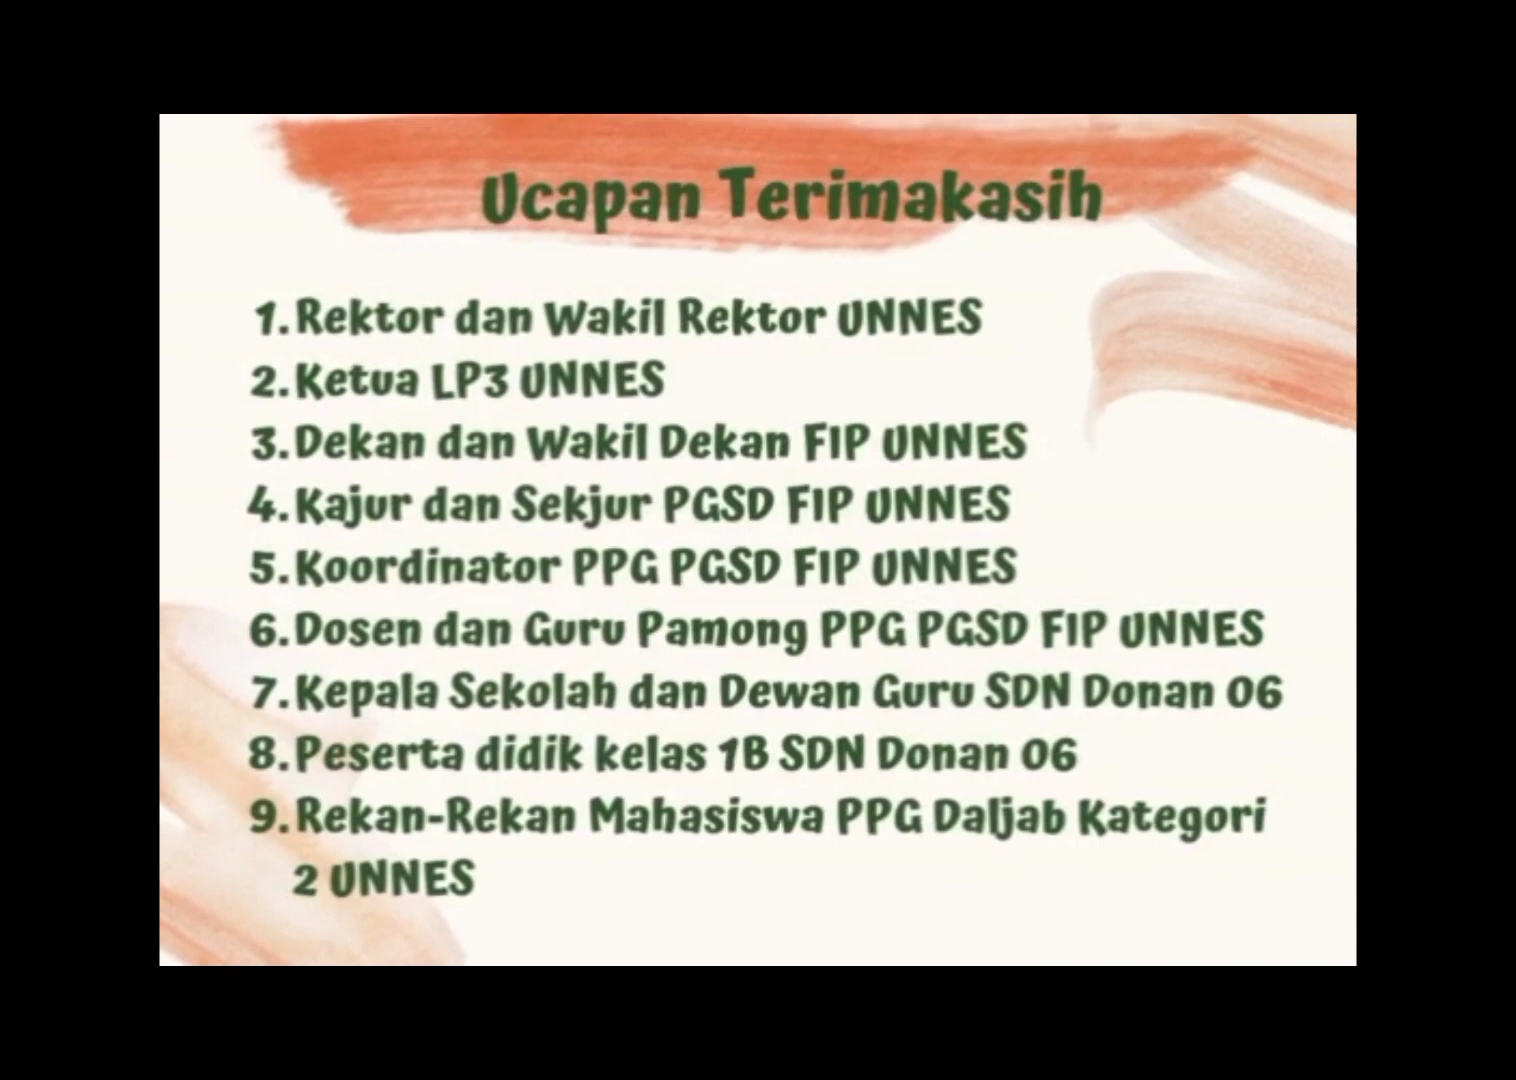 Ucapan Terimakasih
1. Rektor dan Wakil Rektor UNNES
2. Ketua LP3 UNNES
3. Dekan dan Wakil Dekan FIP UNNES
4. Kajur dan Sekjur PGSD FIP UNNES
5. Koordinator PPG PGSD FIP UNNES
6. Dosen dan Guru Pamong PPG PGSD FIP UNNES
7. Kepala Sekolah dan Dewan Guru SDN Donan 06
8. Peserta didik kelas 1B SDN Donan 06
9. Rekan-Rekan Mahasiswa PPG Daljab Kategori
2 UNNES